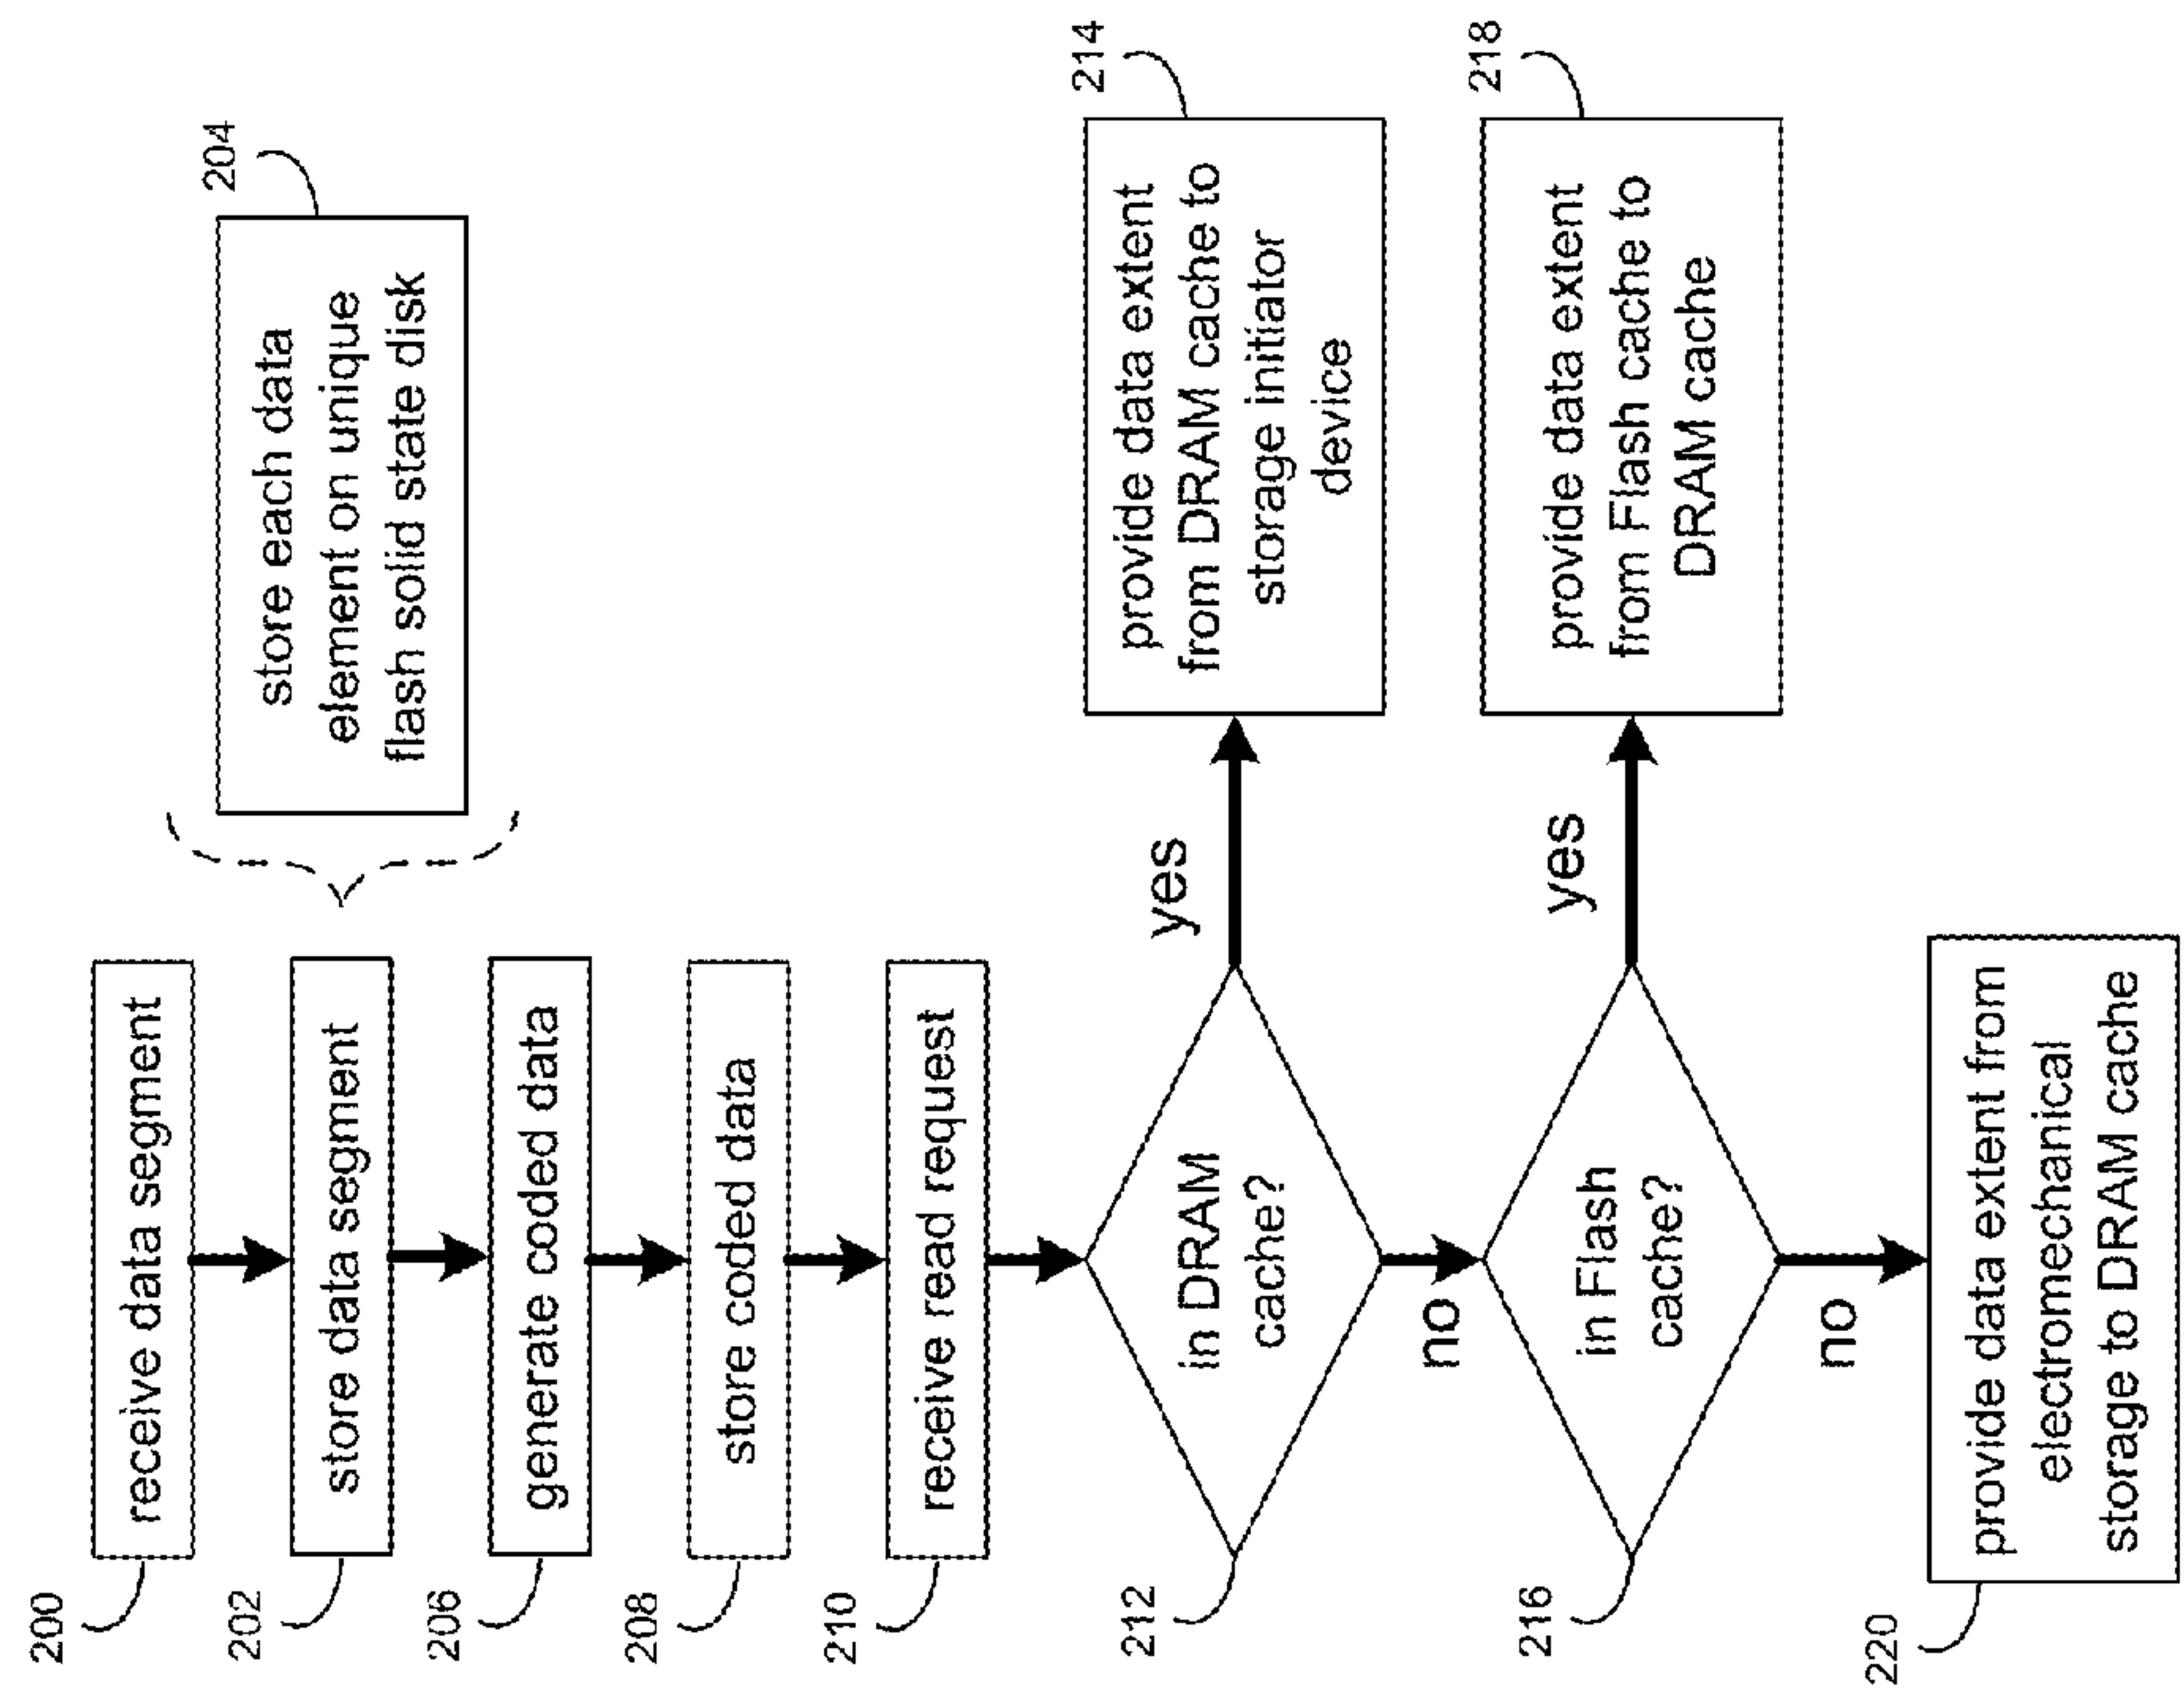 200
receive data segment
202
store data segment
204
store each data
element on unique
flash solid state disk
206
generate coded data
208
store coded data
210
receive read request
212
in DRAM
cache?
yes
214
provide data extent
from DRAM cache to
storage initiator
device
no
216
in Flash
cache?
yes
218
provide data extent
from Flash cache to
DRAM cache
no
220
provide data extent from
electromechanical
storage to DRAM cache